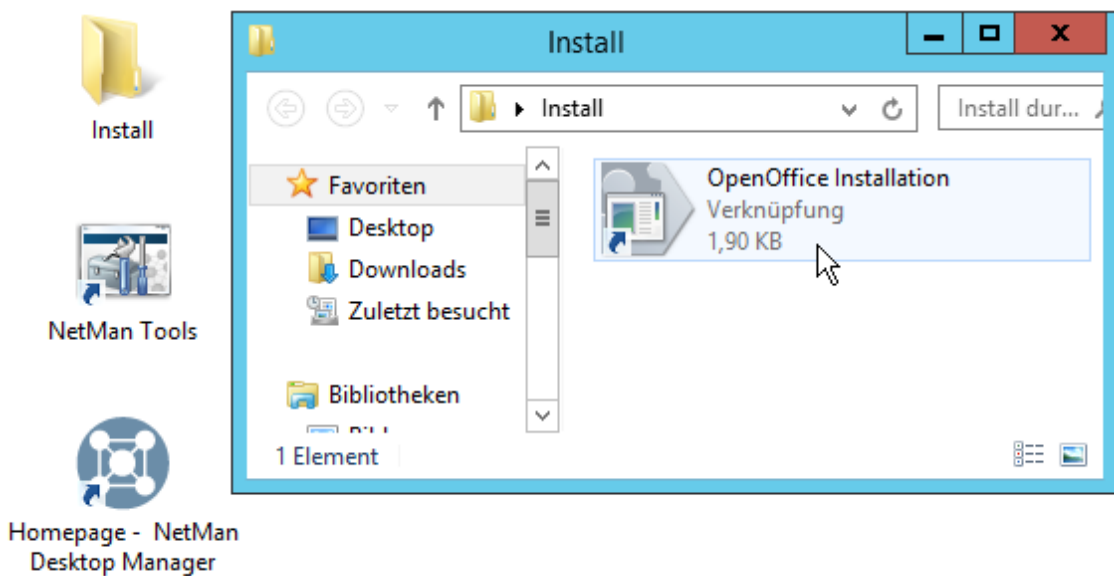 Install
NetMan Tools
Homepage - NetMan
Desktop Manager
Install
Install
Install dur...
Favoriten
Desktop
Downloads
Zuletzt besucht
Bibliotheken
OpenOffice Installation
Verknüpfung
1,90 KB
1 Element